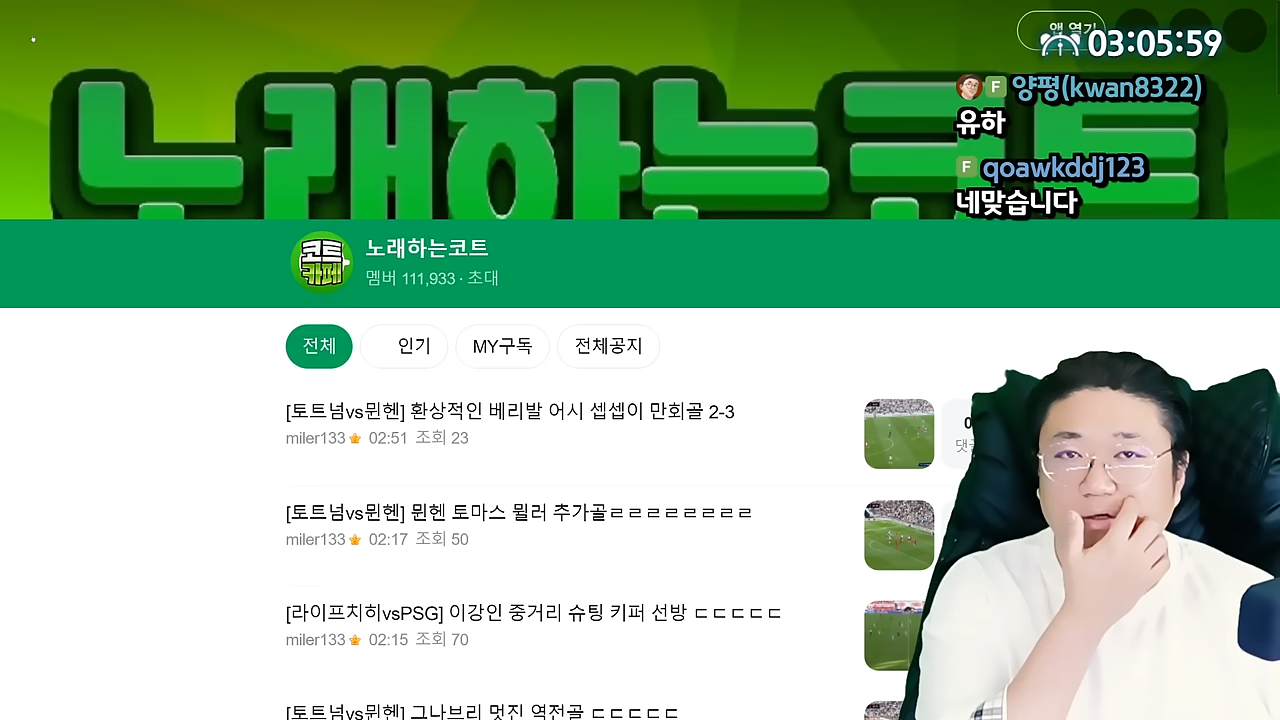 앱 열기
03:05:59
노래하는코트
F 양평(kwan8322)
유하
F qoawkddj123
네맞습니다
코트
카페
노래하는코트
멤버 111,933 · 초대
전체
인기
MY구독
전체공지
[토트넘vs뮌헨] 환상적인 베리발 어시 셉셉이 만회골 2-3
miler133 02:51 조회 23
[토트넘vs뮌헨] 뮌헨 토마스 뮐러 추가골ㄹㄹㄹㄹㄹㄹㄹㄹ
miler133 02:17 조회 50
[라이프치히vsPSG] 이강인 중거리 슈팅 키퍼 선방 ㄷㄷㄷㄷㄷ
miler133 02:15 조회 70
[토트넘vs뮌헨] 그나브리 멋진 역전골 ㄷㄷㄷㄷㄷ